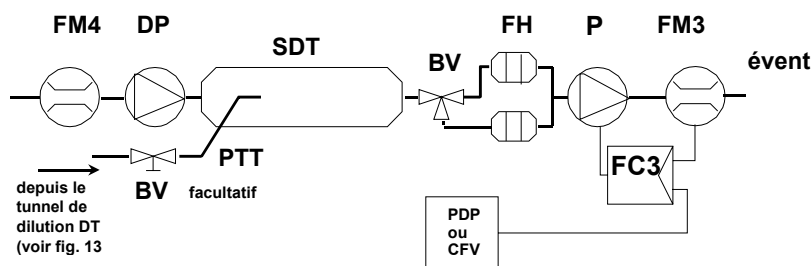 FM4 DP SDT BV FH P FM3
évent
PTT
BV facultatif
depuis le
tunnel de
dilution DT
(voir fig. 13
FC3
PDP
ou
CFV